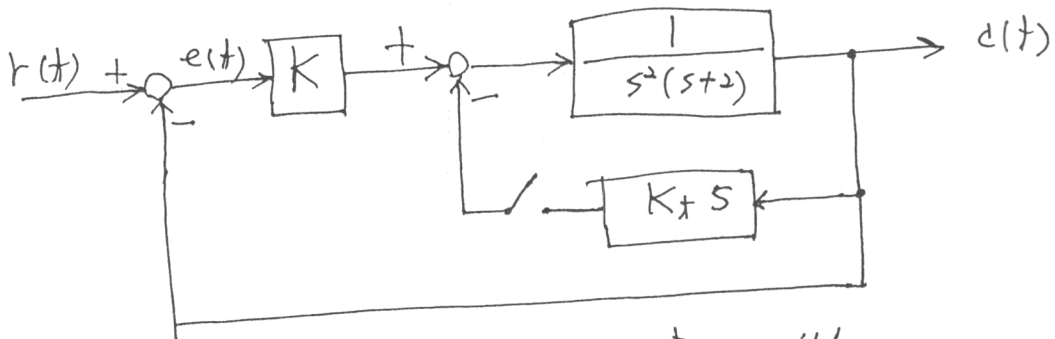 r(t) + e(t) K + 1 c(t)
s²(s+2)
− −
Kt s